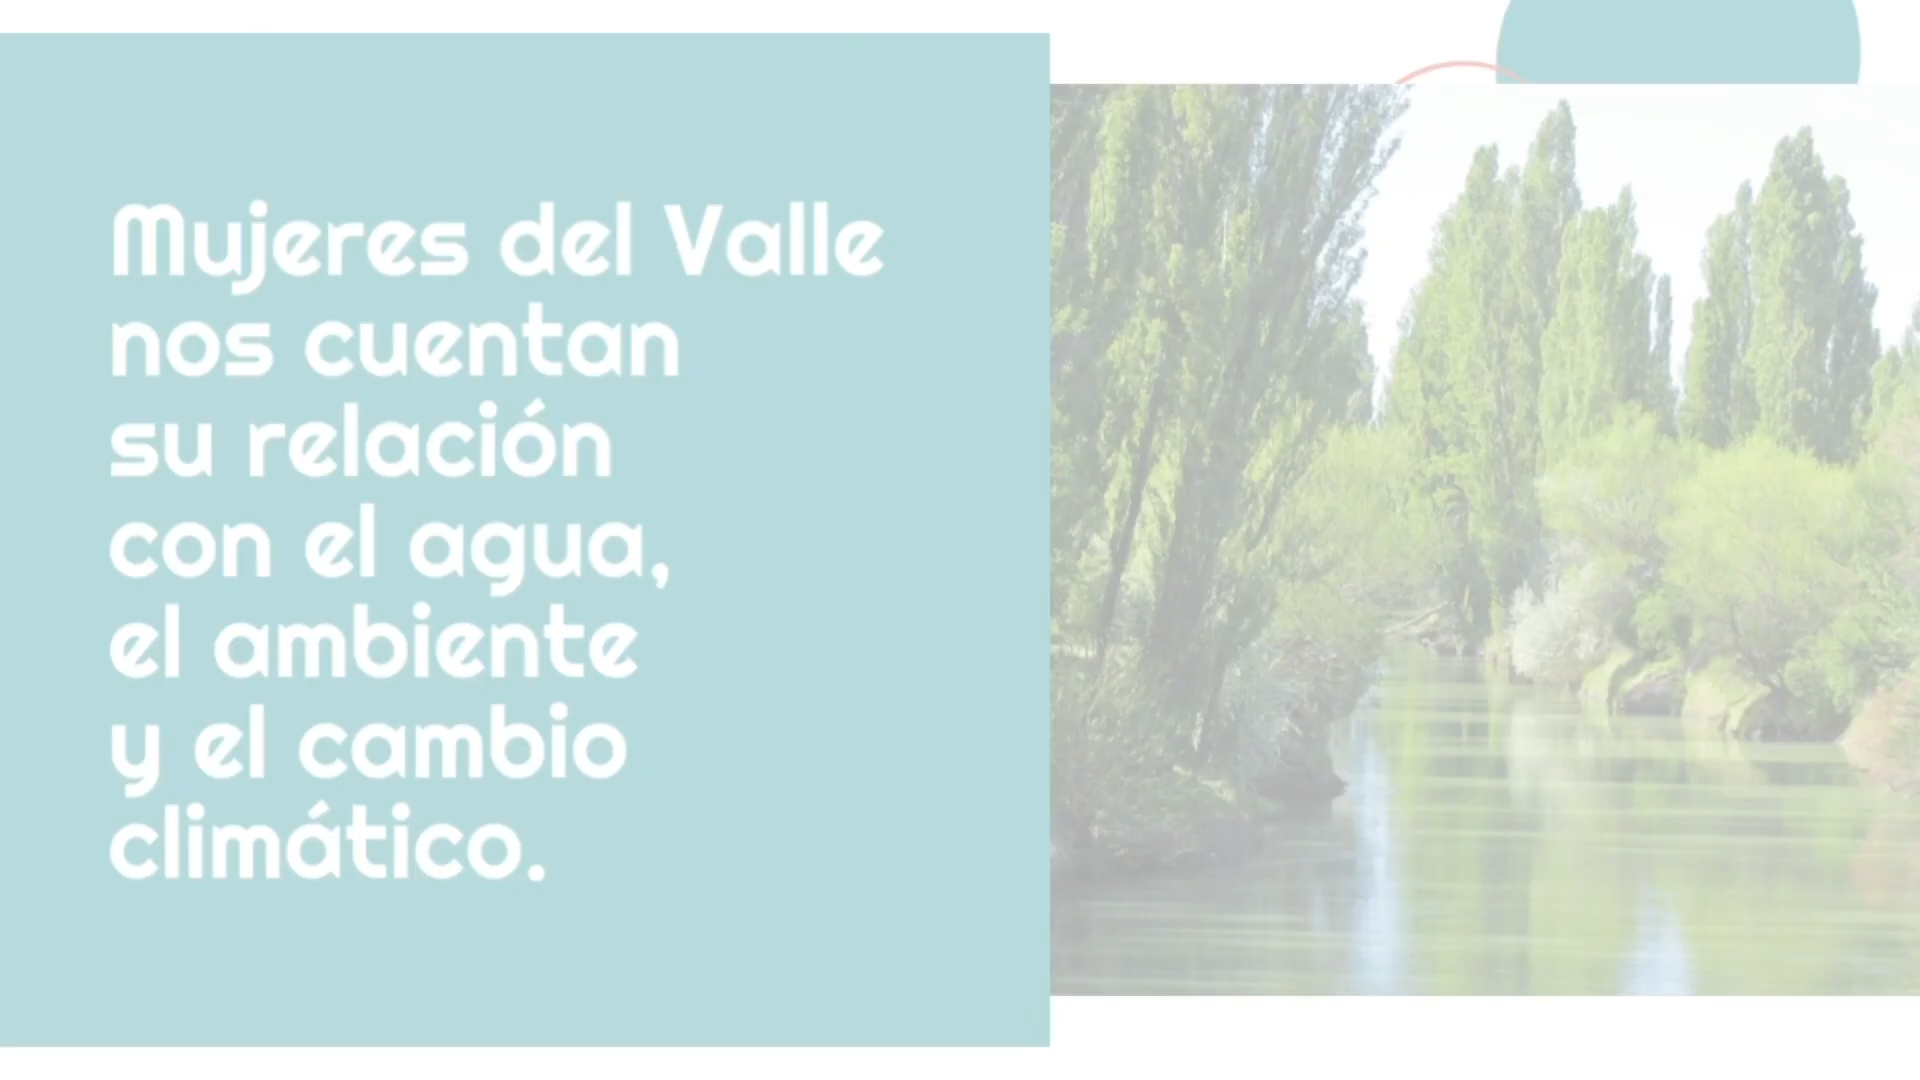 Mujeres del Valle
nos cuentan
su relación
con el agua,
el ambiente
y el cambio
climático.